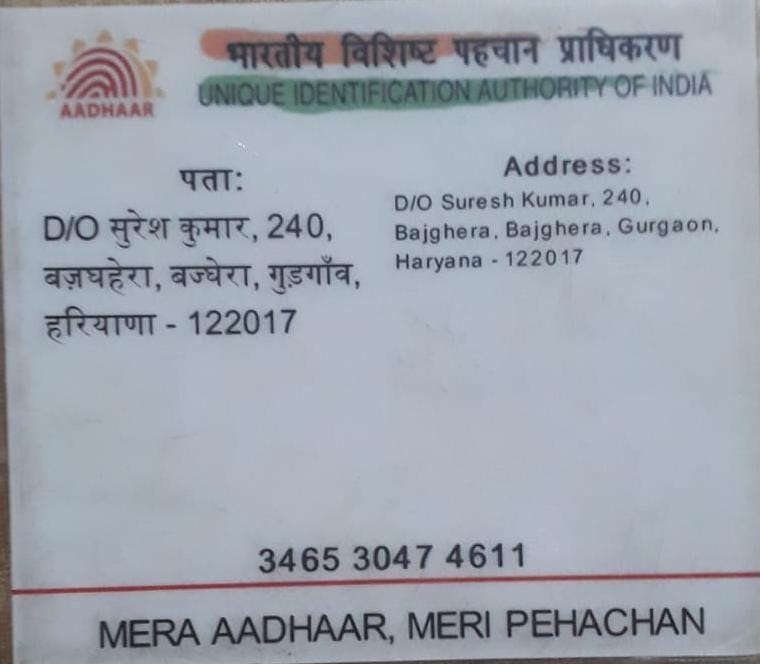 भारतीय विशिष्ट पहचान प्राधिकरण
UNIQUE IDENTIFICATION AUTHORITY OF INDIA
AADHAAR
पता:
D/O सुरेश कुमार, 240,
बज़घहेरा, बज्घेरा, गुड़गाँव,
हरियाणा - 122017
Address:
D/O Suresh Kumar, 240,
Bajghera, Bajghera, Gurgaon,
Haryana - 122017
3465 3047 4611
MERA AADHAAR, MERI PEHACHAN